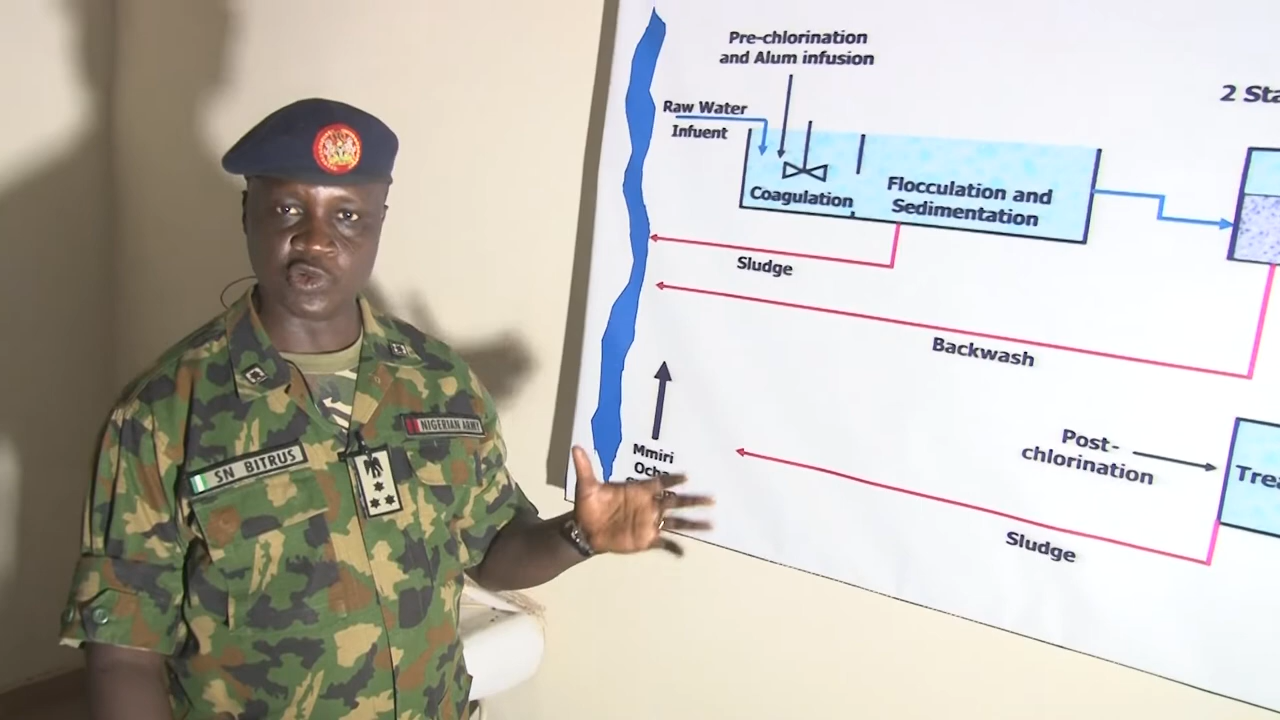 Pre-chlorination
and Alum infusion
Raw Water
Infuent
Coagulation
Flocculation and
Sedimentation
2
Sludge
Backwash
Mmiri
Post-
chlorination
Sludge
SN BITRUS
NIGERIAN ARMY